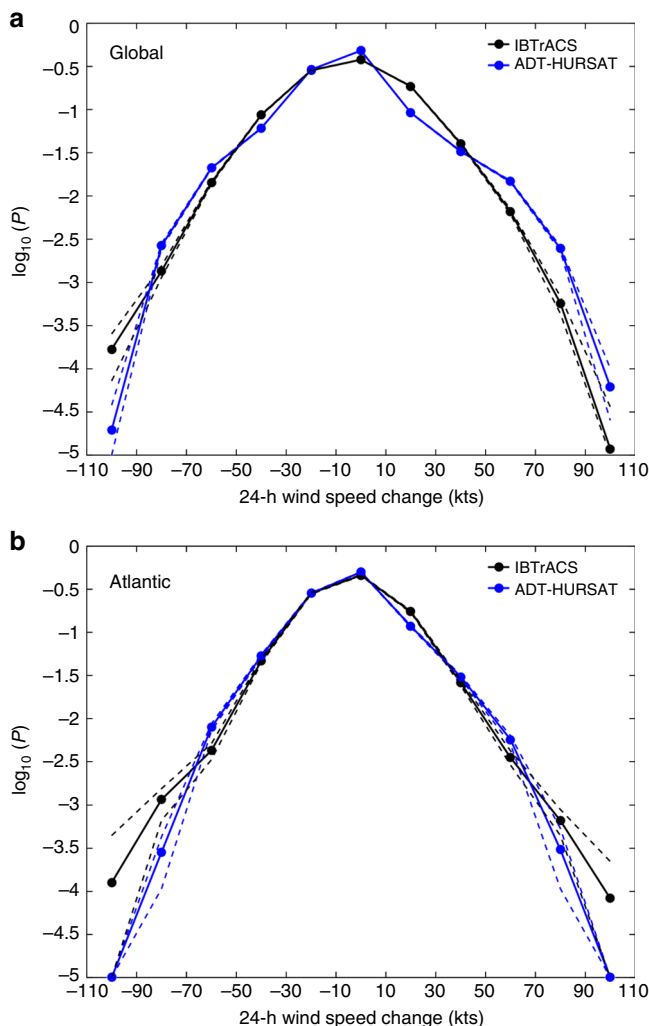 a
Global
IBTrACS
ADT-HURSAT
0
–0.5
–1
–1.5
–2
–2.5
–3
–3.5
–4
–4.5
–5
log10 (P)
–110 –90 –70 –50 –30 –10 10 30 50 70 90 110
24-h wind speed change (kts)
b
Atlantic
IBTrACS
ADT-HURSAT
0
–0.5
–1
–1.5
–2
–2.5
–3
–3.5
–4
–4.5
–5
log10 (P)
–110 –90 –70 –50 –30 –10 10 30 50 70 90 110
24-h wind speed change (kts)